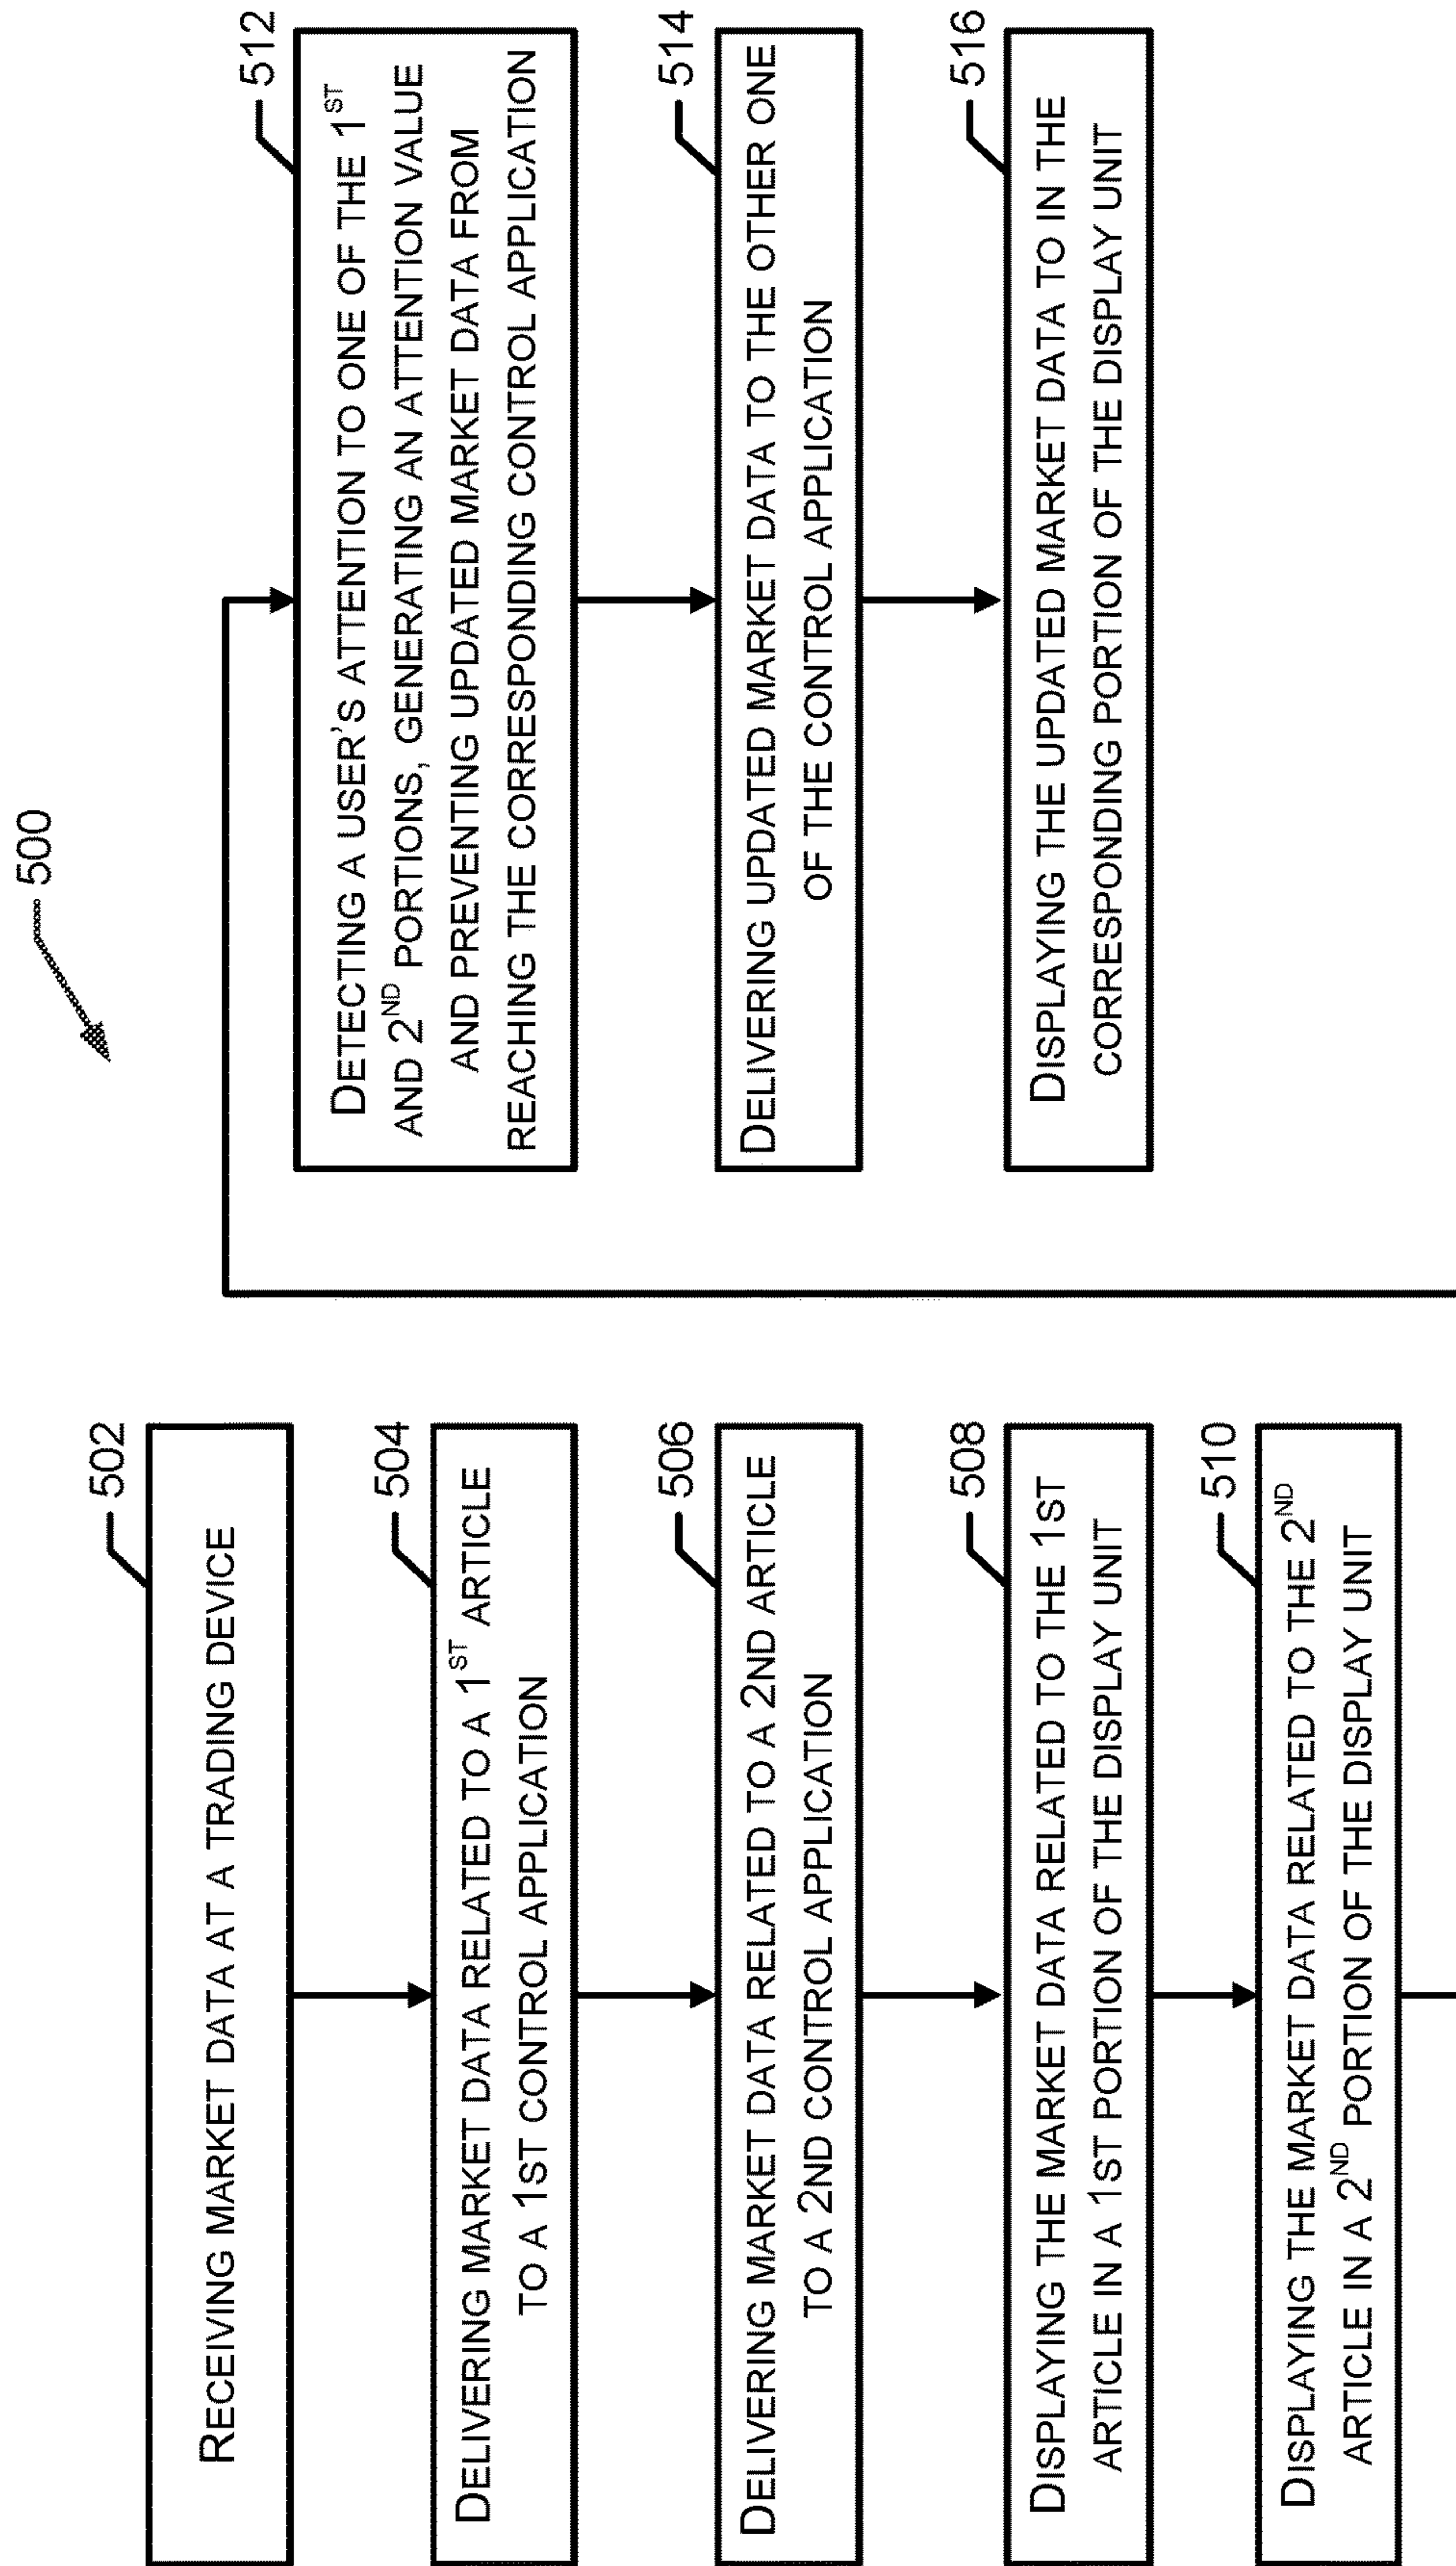 500
502
RECEIVING MARKET DATA AT A TRADING DEVICE
504
DELIVERING MARKET DATA RELATED TO A 1ST ARTICLE
TO A 1ST CONTROL APPLICATION
506
DELIVERING MARKET DATA RELATED TO A 2ND ARTICLE
TO A 2ND CONTROL APPLICATION
508
DISPLAYING THE MARKET DATA RELATED TO THE 1ST
ARTICLE IN A 1ST PORTION OF THE DISPLAY UNIT
510
DISPLAYING THE MARKET DATA RELATED TO THE 2ND
ARTICLE IN A 2ND PORTION OF THE DISPLAY UNIT
512
DETECTING A USER'S ATTENTION TO ONE OF THE 1ST
AND 2ND PORTIONS, GENERATING AN ATTENTION VALUE
AND PREVENTING UPDATED MARKET DATA FROM
REACHING THE CORRESPONDING CONTROL APPLICATION
514
DELIVERING UPDATED MARKET DATA TO THE OTHER ONE
OF THE CONTROL APPLICATION
516
DISPLAYING THE UPDATED MARKET DATA TO IN THE
CORRESPONDING PORTION OF THE DISPLAY UNIT